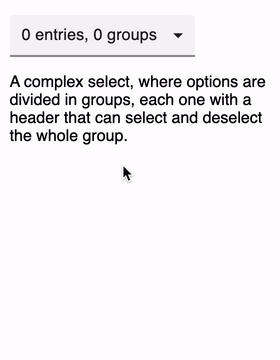 0 entries, 0 groups
A complex select, where options are
divided in groups, each one with a
header that can select and deselect
the whole group.